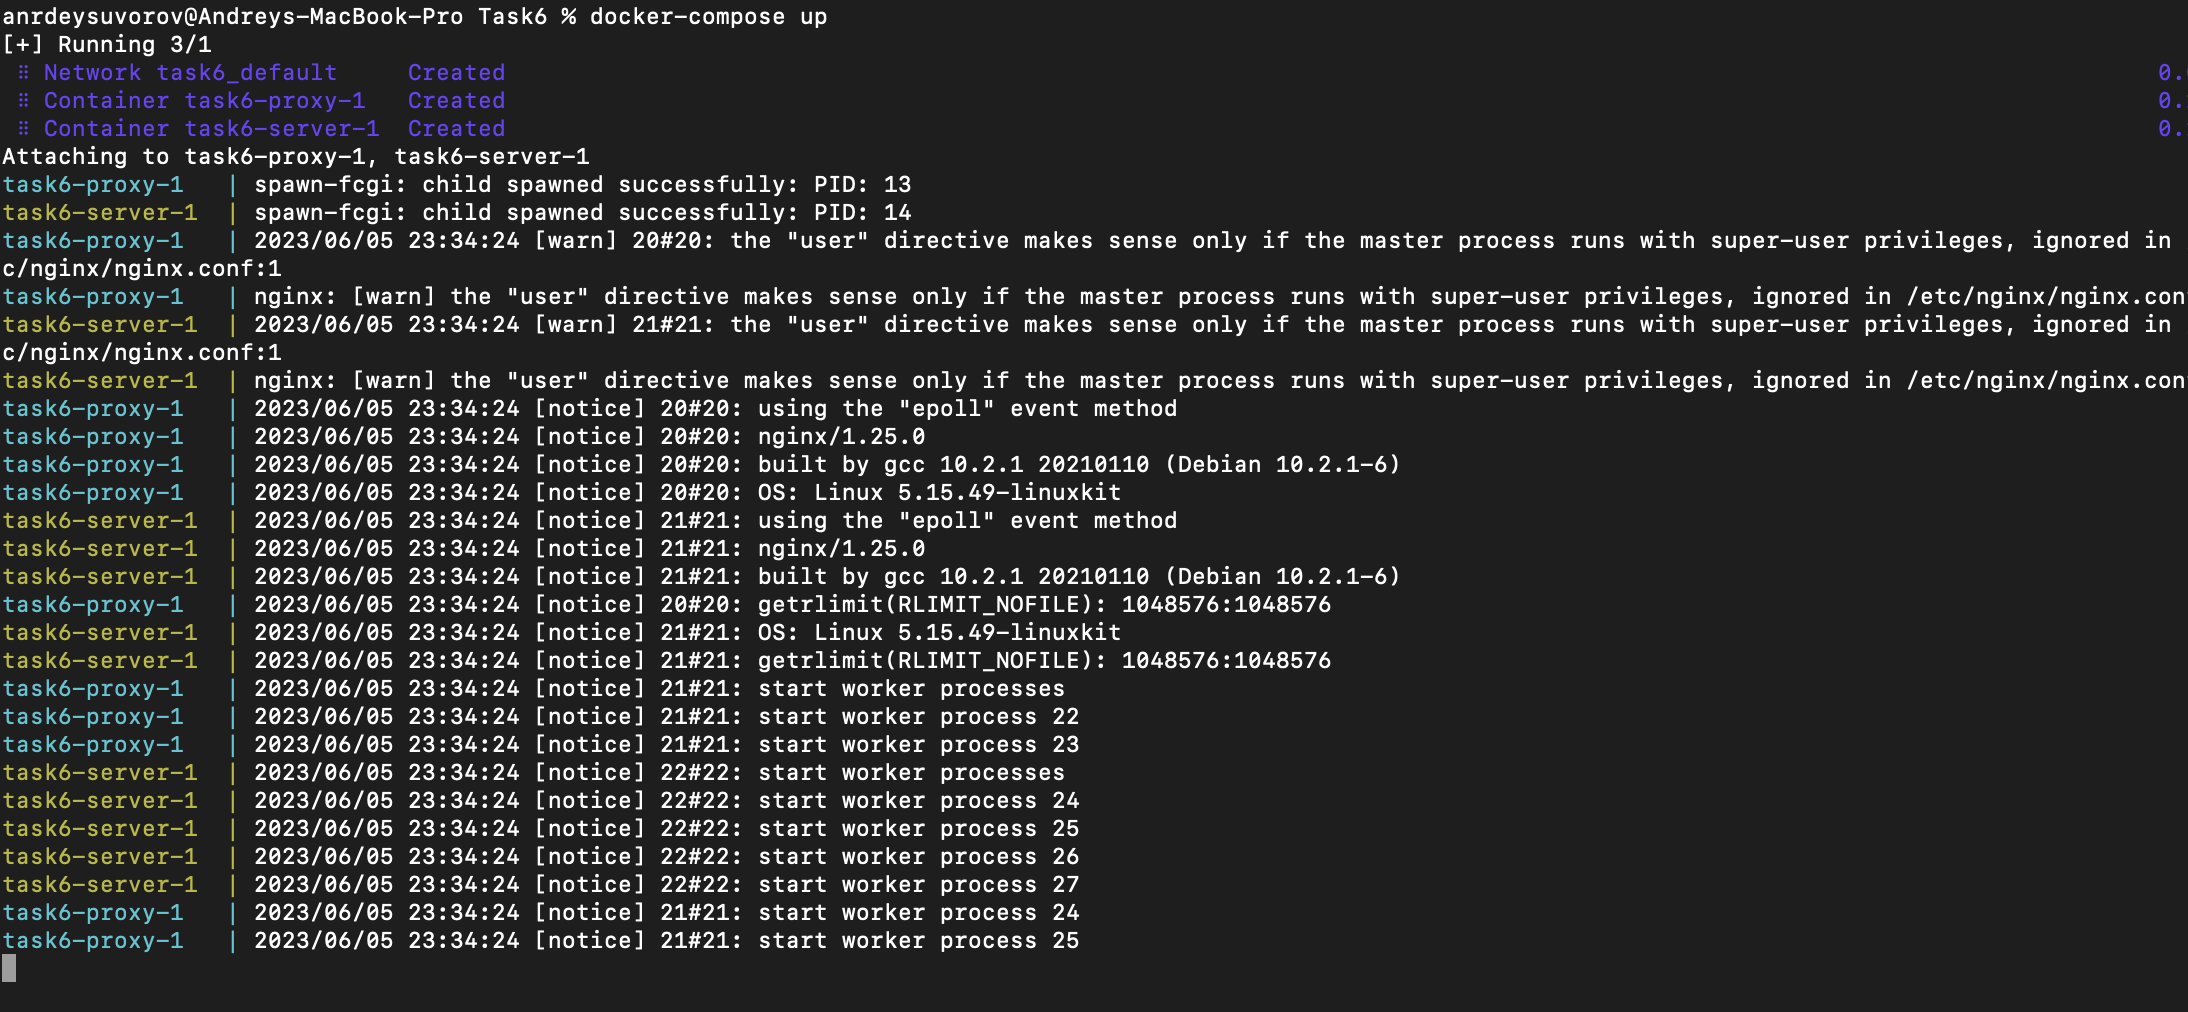 anrdeysuvorov@Andreys-MacBook-Pro Task6 % docker-compose up
[+] Running 3/1
⠿ Network task6_default     Created     0.
⠿ Container task6-proxy-1   Created     0.
⠿ Container task6-server-1  Created     0.
Attaching to task6-proxy-1, task6-server-1
task6-proxy-1   | spawn-fcgi: child spawned successfully: PID: 13
task6-server-1  | spawn-fcgi: child spawned successfully: PID: 14
task6-proxy-1   | 2023/06/05 23:34:24 [warn] 20#20: the "user" directive makes sense only if the master process runs with super-user privileges, ignored in
c/nginx/nginx.conf:1
task6-proxy-1   | nginx: [warn] the "user" directive makes sense only if the master process runs with super-user privileges, ignored in /etc/nginx/nginx.con
task6-server-1  | 2023/06/05 23:34:24 [warn] 21#21: the "user" directive makes sense only if the master process runs with super-user privileges, ignored in
c/nginx/nginx.conf:1
task6-server-1  | nginx: [warn] the "user" directive makes sense only if the master process runs with super-user privileges, ignored in /etc/nginx/nginx.con
task6-proxy-1   | 2023/06/05 23:34:24 [notice] 20#20: using the "epoll" event method
task6-proxy-1   | 2023/06/05 23:34:24 [notice] 20#20: nginx/1.25.0
task6-proxy-1   | 2023/06/05 23:34:24 [notice] 20#20: built by gcc 10.2.1 20210110 (Debian 10.2.1-6)
task6-proxy-1   | 2023/06/05 23:34:24 [notice] 20#20: OS: Linux 5.15.49-linuxkit
task6-server-1  | 2023/06/05 23:34:24 [notice] 21#21: using the "epoll" event method
task6-server-1  | 2023/06/05 23:34:24 [notice] 21#21: nginx/1.25.0
task6-server-1  | 2023/06/05 23:34:24 [notice] 21#21: built by gcc 10.2.1 20210110 (Debian 10.2.1-6)
task6-proxy-1   | 2023/06/05 23:34:24 [notice] 20#20: getrlimit(RLIMIT_NOFILE): 1048576:1048576
task6-server-1  | 2023/06/05 23:34:24 [notice] 21#21: OS: Linux 5.15.49-linuxkit
task6-server-1  | 2023/06/05 23:34:24 [notice] 21#21: getrlimit(RLIMIT_NOFILE): 1048576:1048576
task6-proxy-1   | 2023/06/05 23:34:24 [notice] 21#21: start worker processes
task6-proxy-1   | 2023/06/05 23:34:24 [notice] 21#21: start worker process 22
task6-proxy-1   | 2023/06/05 23:34:24 [notice] 21#21: start worker process 23
task6-server-1  | 2023/06/05 23:34:24 [notice] 22#22: start worker processes
task6-server-1  | 2023/06/05 23:34:24 [notice] 22#22: start worker process 24
task6-server-1  | 2023/06/05 23:34:24 [notice] 22#22: start worker process 25
task6-server-1  | 2023/06/05 23:34:24 [notice] 22#22: start worker process 26
task6-server-1  | 2023/06/05 23:34:24 [notice] 22#22: start worker process 27
task6-proxy-1   | 2023/06/05 23:34:24 [notice] 21#21: start worker process 24
task6-proxy-1   | 2023/06/05 23:34:24 [notice] 21#21: start worker process 25